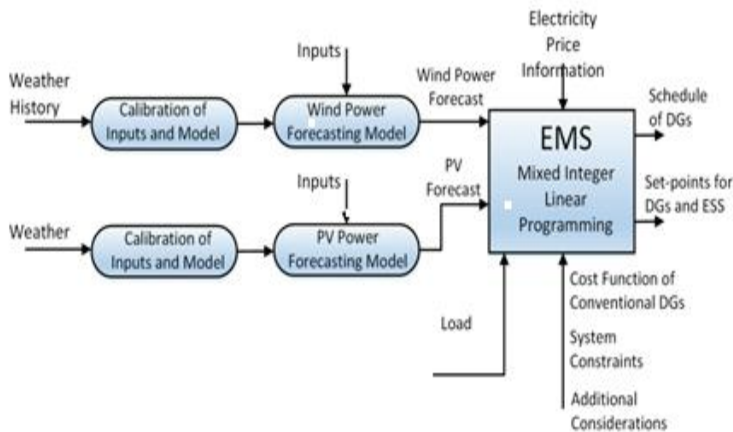 Electricity
Price
Information
Inputs
Wind Power
Forecast
Weather
History
Calibration of
Inputs and Model
Wind Power
Forecasting Model
Schedule
of DGs
EMS
Mixed Integer
Linear
Programming
Inputs
PV
Forecast
Set-points for
DGs and ESS
Weather
Calibration of
Inputs and Model
PV Power
Forecasting Model
Load
Cost Function of
Conventional DGs
System
Constraints
Additional
Considerations